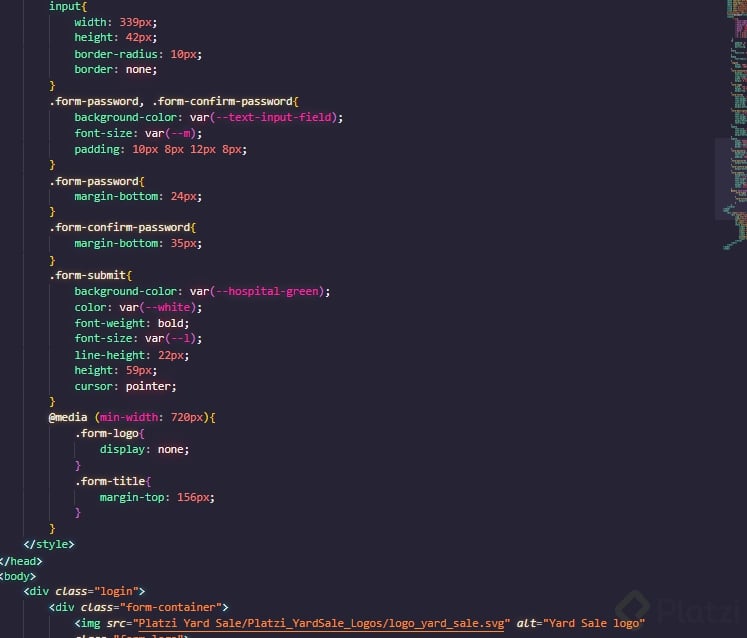 input{
width: 339px;
height: 42px;
border-radius: 10px;
border: none;
}
.form-password, .form-confirm-password{
background-color: var(--text-input-field);
font-size: var(--m);
padding: 10px 8px 12px 8px;
}
.form-password{
margin-bottom: 24px;
}
.form-confirm-password{
margin-bottom: 35px;
}
.form-submit{
background-color: var(--hospital-green);
color: var(--white);
font-weight: bold;
font-size: var(--l);
line-height: 22px;
height: 59px;
cursor: pointer;
}
@media (min-width: 720px){
.form-logo{
display: none;
}
.form-title{
margin-top: 156px;
}
}
</style>
</head>
<body>
<div class="login">
<div class="form-container">
<img src="Platzi Yard Sale/Platzi_YardSale_Logos/logo_yard_sale.svg" alt="Yard Sale logo"
class="form-logo">
Platzi